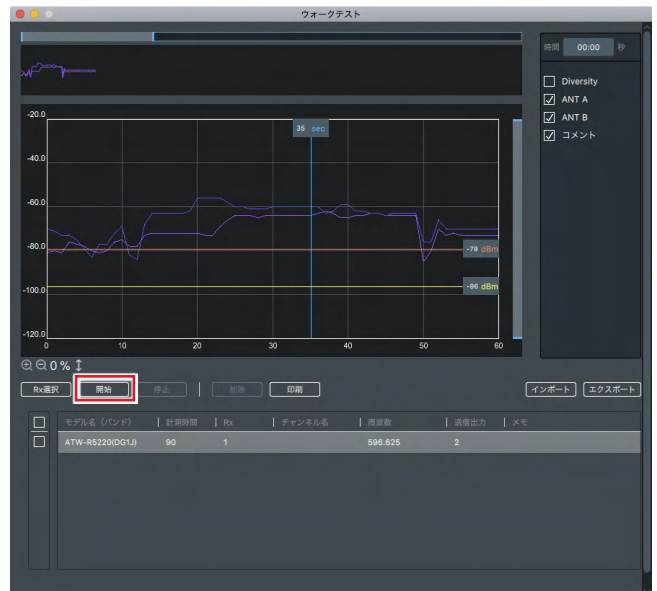 ウォークテスト
時間 00:00 秒
Diversity
ANT A
ANT B
コメント
-20.0
35 sec
-40.0
-60.0
-80.0
-79 dBm
-100.0
-96 dBm
-120.0
0 10 20 30 40 50 60
0 %
Rx選択 開始 停止 削除 印刷 インポート エクスポート
モデル名（バンド） 計測時間 Rx チャンネル名 周波数 送信出力 メモ
ATW-R5220(DG1J) 90 1 596.625 2